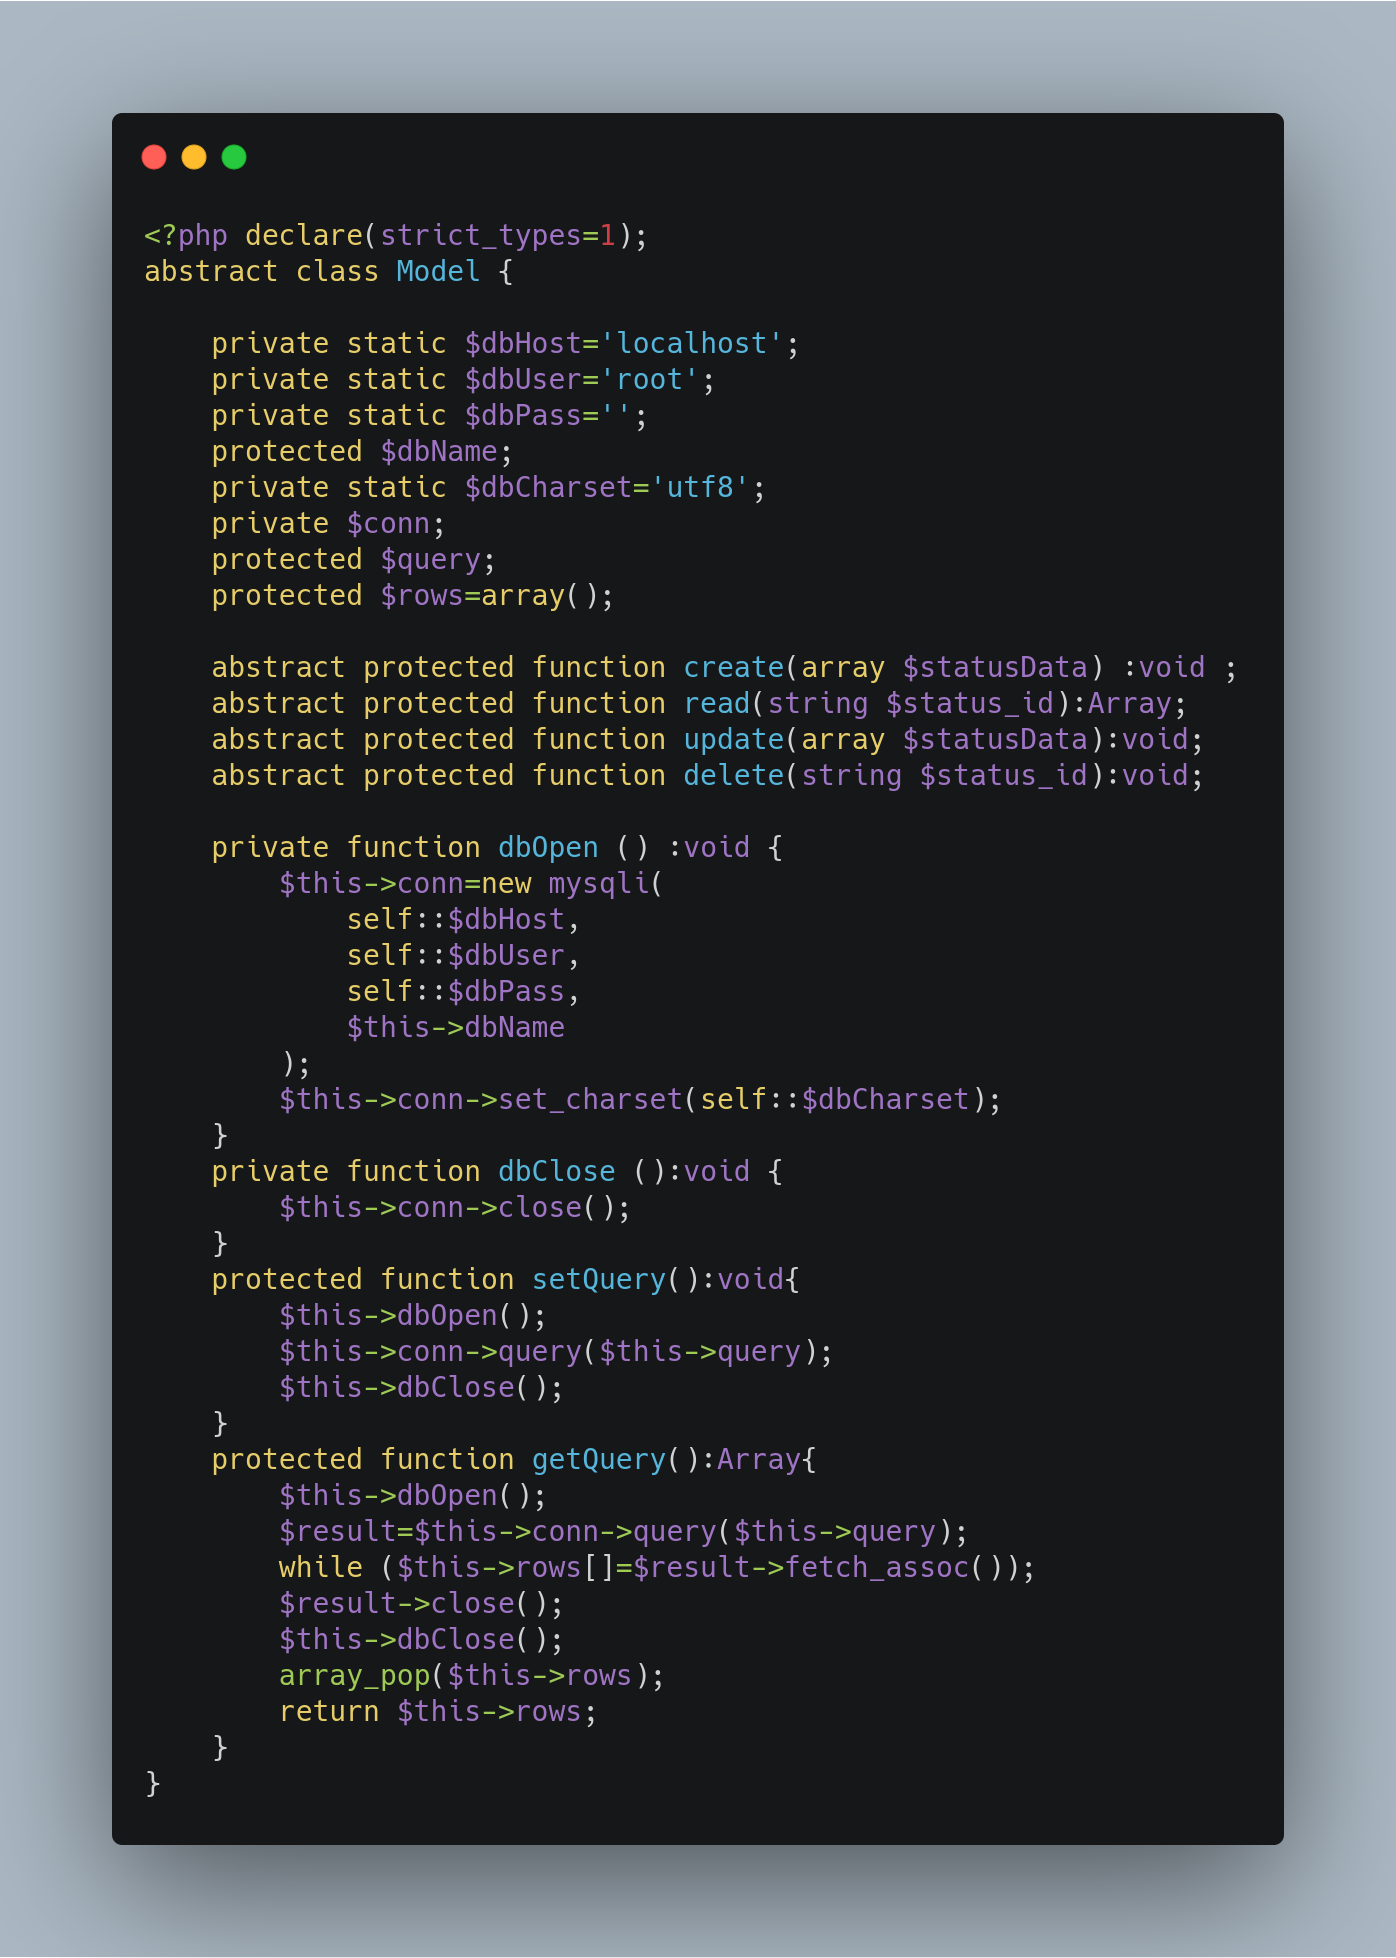 <?php declare(strict_types=1);
abstract class Model {

    private static $dbHost='localhost';
    private static $dbUser='root';
    private static $dbPass='';
    protected $dbName;
    private static $dbCharset='utf8';
    private $conn;
    protected $query;
    protected $rows=array();

    abstract protected function create(array $statusData) :void ;
    abstract protected function read(string $status_id):Array;
    abstract protected function update(array $statusData):void;
    abstract protected function delete(string $status_id):void;

    private function dbOpen () :void {
        $this->conn=new mysqli(
            self::$dbHost,
            self::$dbUser,
            self::$dbPass,
            $this->dbName
        );
        $this->conn->set_charset(self::$dbCharset);
    }
    private function dbClose ():void {
        $this->conn->close();
    }
    protected function setQuery():void{
        $this->dbOpen();
        $this->conn->query($this->query);
        $this->dbClose();
    }
    protected function getQuery():Array{
        $this->dbOpen();
        $result=$this->conn->query($this->query);
        while ($this->rows[]=$result->fetch_assoc());
        $result->close();
        $this->dbClose();
        array_pop($this->rows);
        return $this->rows;
    }
}